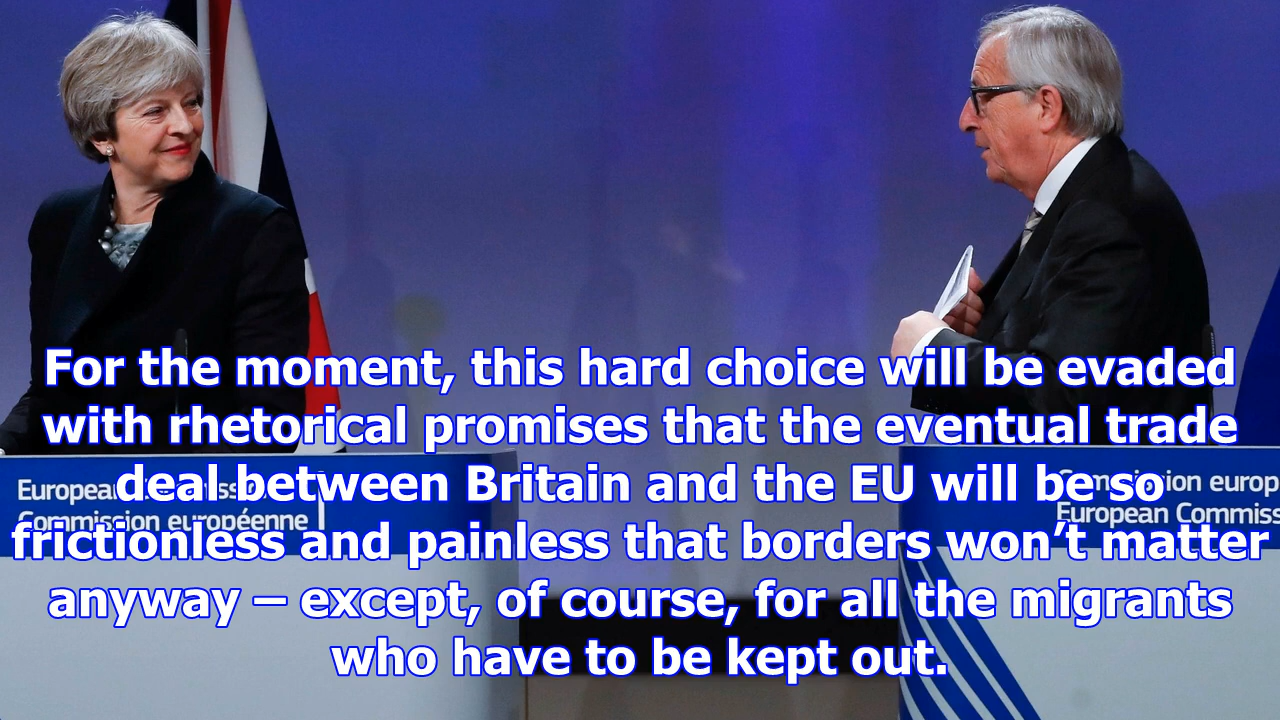 For the moment, this hard choice will be evaded
with rhetorical promises that the eventual trade
deal between Britain and the EU will be so
frictionless and painless that borders won’t matter
anyway – except, of course, for all the migrants
who have to be kept out.
European
Commission européenne
europ
European Commiss